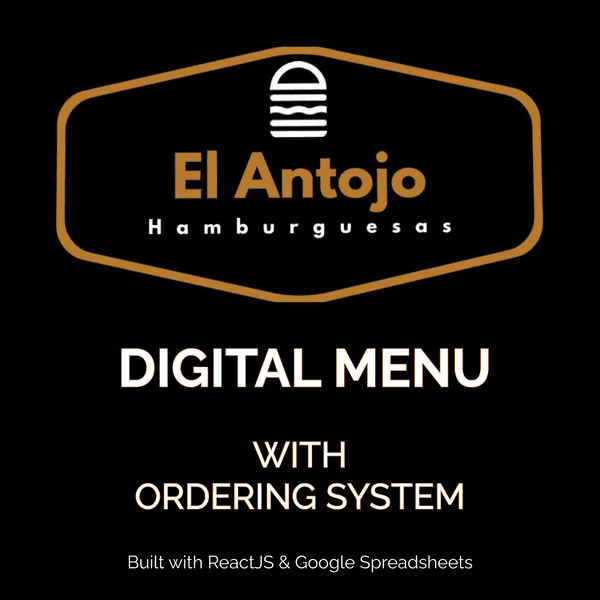 El Antojo
Hamburguesas
DIGITAL MENU
WITH
ORDERING SYSTEM
Built with ReactJS & Google Spreadsheets